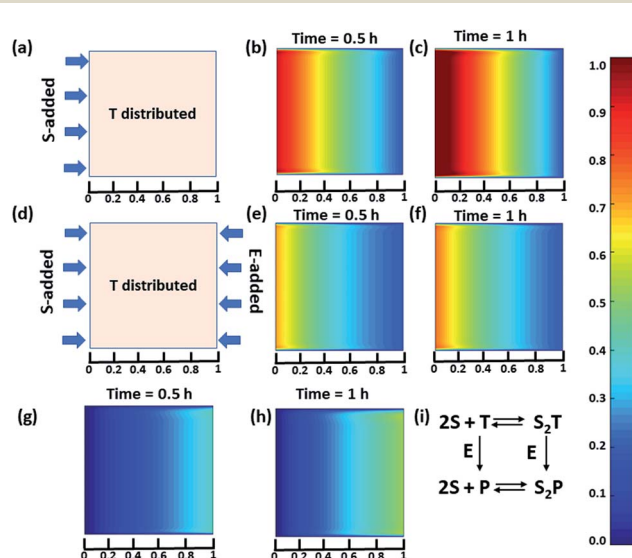 (a)
S-added
T distributed
0 0.2 0.4 0.6 0.8 1
(b)
Time = 0.5 h
0 0.2 0.4 0.6 0.8 1
(c)
Time = 1 h
0 0.2 0.4 0.6 0.8 1
(d)
S-added
T distributed
E-added
0 0.2 0.4 0.6 0.8 1
(e)
Time = 0.5 h
0 0.2 0.4 0.6 0.8 1
(f)
Time = 1 h
0 0.2 0.4 0.6 0.8 1
(g)
Time = 0.5 h
0 0.2 0.4 0.6 0.8 1
(h)
Time = 1 h
0 0.2 0.4 0.6 0.8 1
(i)
2S + T ⇌ S₂T
E E
2S + P ⇌ S₂P
1.0
0.9
0.8
0.7
0.6
0.5
0.4
0.3
0.2
0.1
0.0